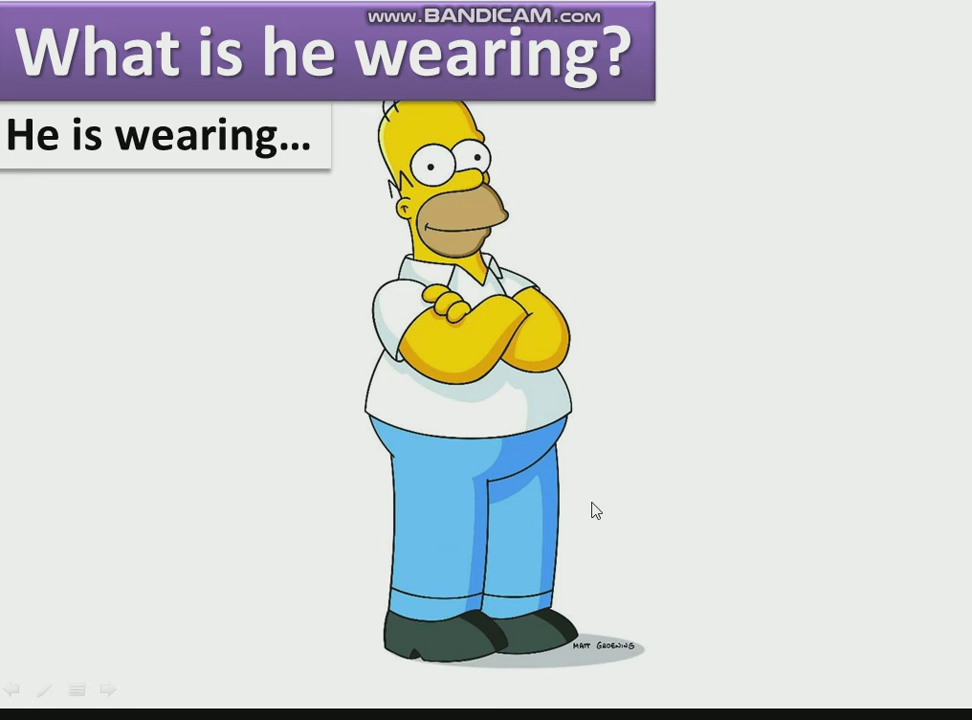 www.BANDICAM.com
What is he wearing?
He is wearing...
MATT GROENING